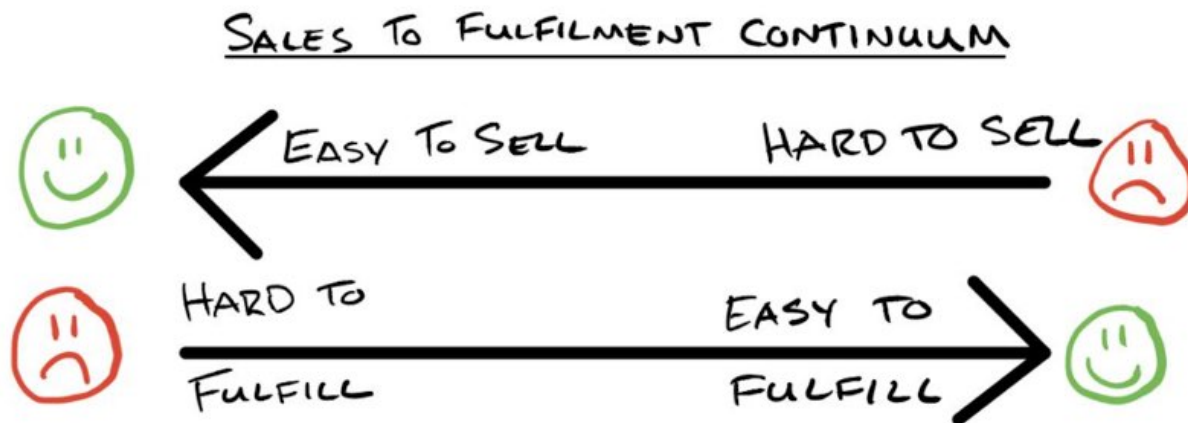 SALES TO FULFILMENT CONTINUUM
EASY TO SELL
HARD TO SELL
HARD TO
FULFILL
EASY TO
FULFILL